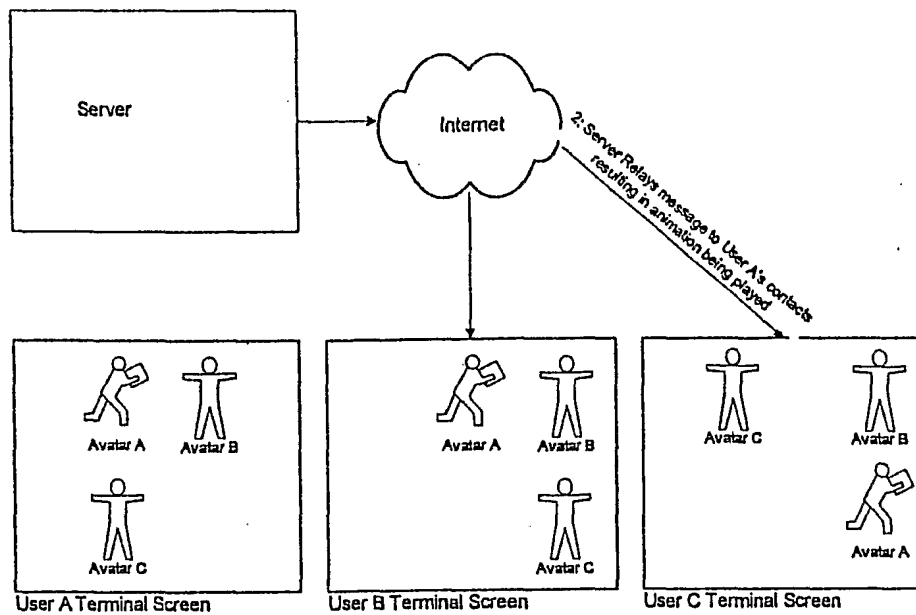 Server
Internet
2: Server Relays message to User A's contacts
resulting in animation being played
Avatar A
Avatar B
Avatar C
User A Terminal Screen
Avatar A
Avatar B
Avatar C
User B Terminal Screen
Avatar C
Avatar B
Avatar A
User C Terminal Screen